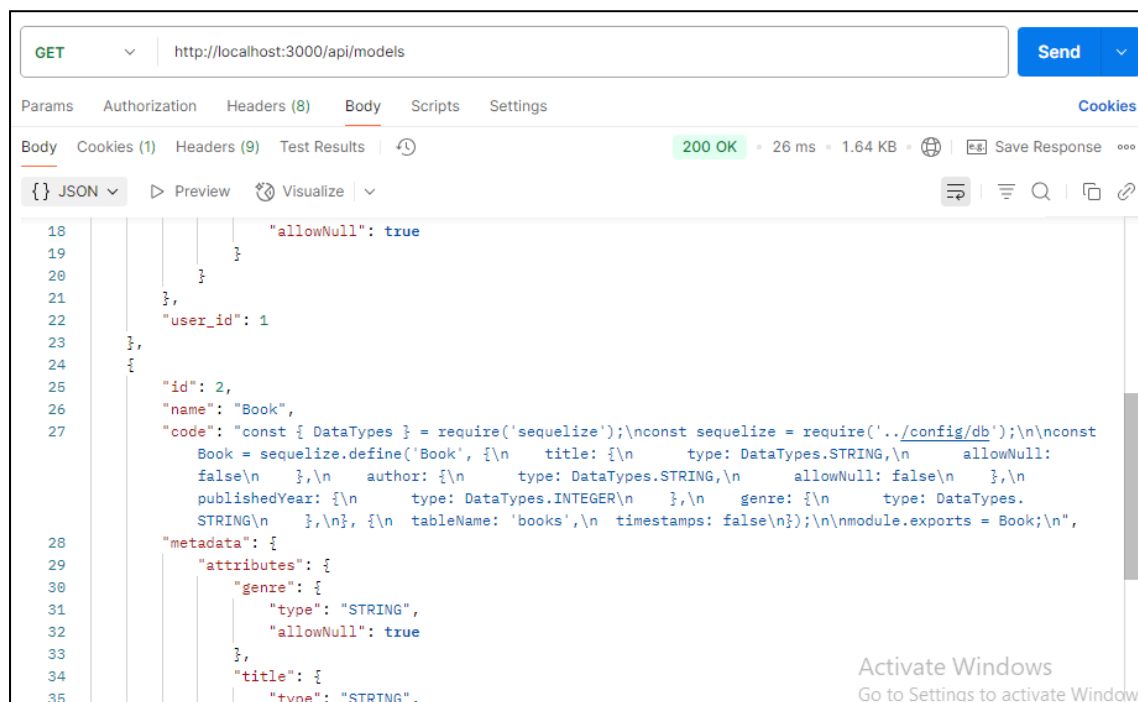 GET http://localhost:3000/api/models Send
Params Authorization Headers (8) Body Scripts Settings Cookies
Body Cookies (1) Headers (9) Test Results 200 OK • 26 ms • 1.64 KB • e.g. Save Response
{} JSON Preview Visualize
18 "allowNull": true
19 }
20 }
21 },
22 "user_id": 1
23 },
24 {
25 "id": 2,
26 "name": "Book",
27 "code": "const { DataTypes } = require('sequelize');\nconst sequelize = require('../config/db');\n\nconst
Book = sequelize.define('Book', {\n    title: {\n      type: DataTypes.STRING,\n      allowNull:
false\n    },\n    author: {\n      type: DataTypes.STRING,\n      allowNull: false\n    },\n
publishedYear: {\n      type: DataTypes.INTEGER\n    },\n    genre: {\n      type: DataTypes.
STRING\n    },\n}, {\n  tableName: 'books',\n  timestamps: false\n});\n\nmodule.exports = Book;\n",
28 "metadata": {
29 "attributes": {
30 "genre": {
31 "type": "STRING",
32 "allowNull": true
33 },
34 "title": {
35 "type": "STRING",
Activate Windows
Go to Settings to activate Window